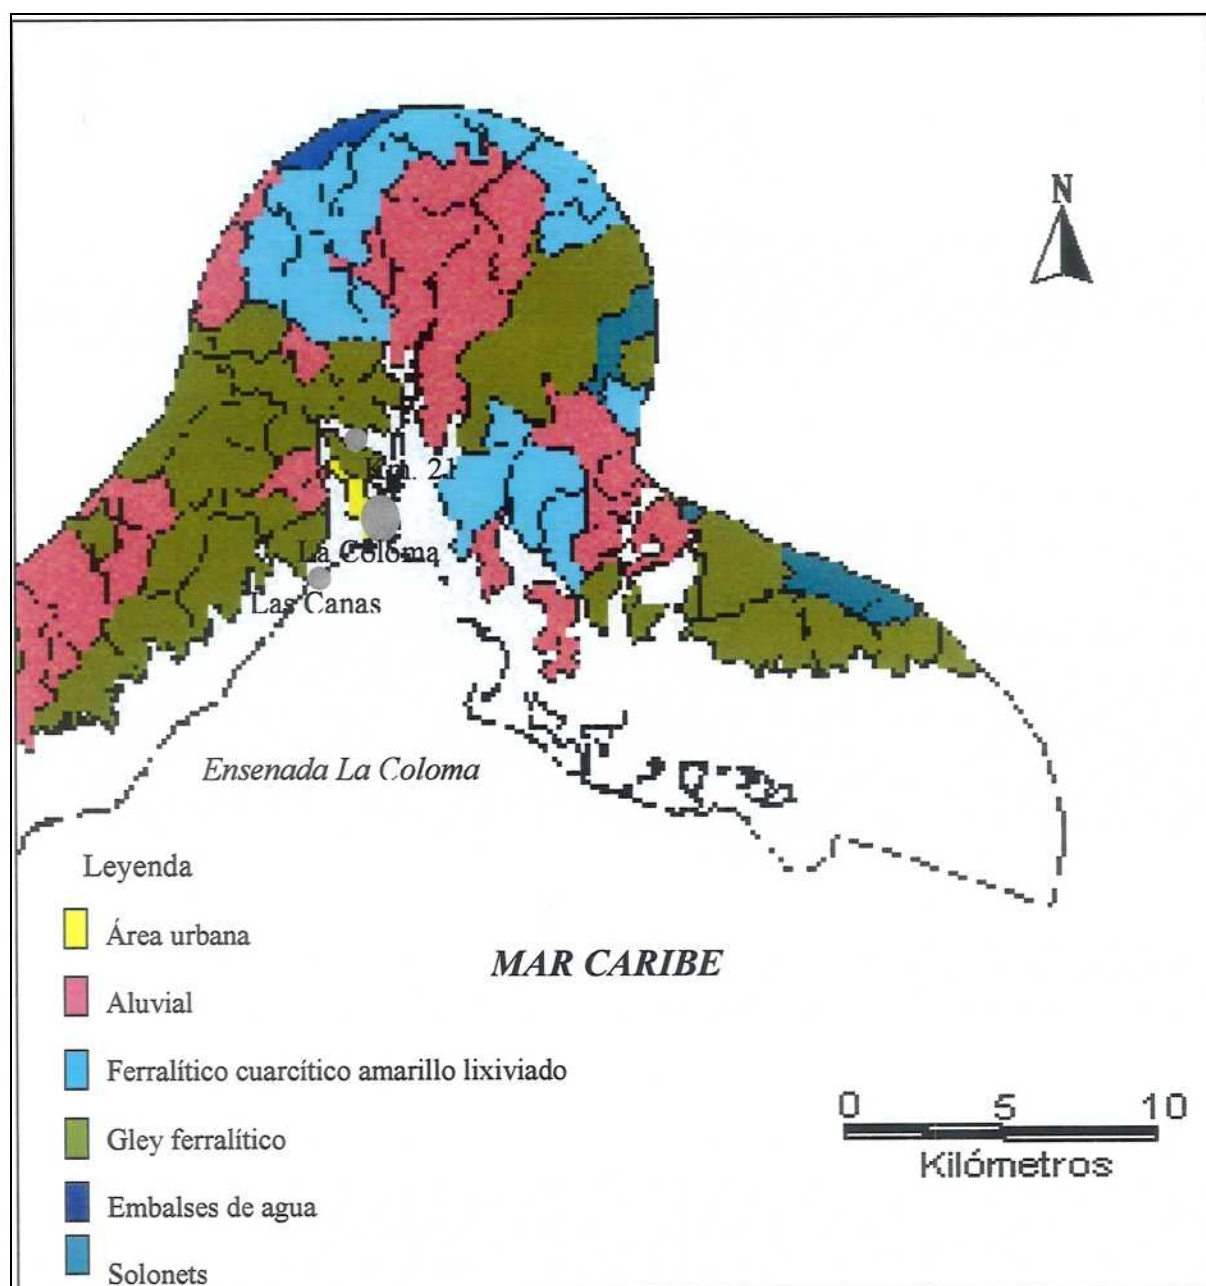 N
Km. 21
La Coloma
Las Canas
Ensenada La Coloma
Leyenda
Área urbana
MAR CARIBE
Aluvial
Ferralítico cuarcítico amarillo lixiviado
Gley ferralítico
0 5 10
Kilómetros
Embalses de agua
Solonets